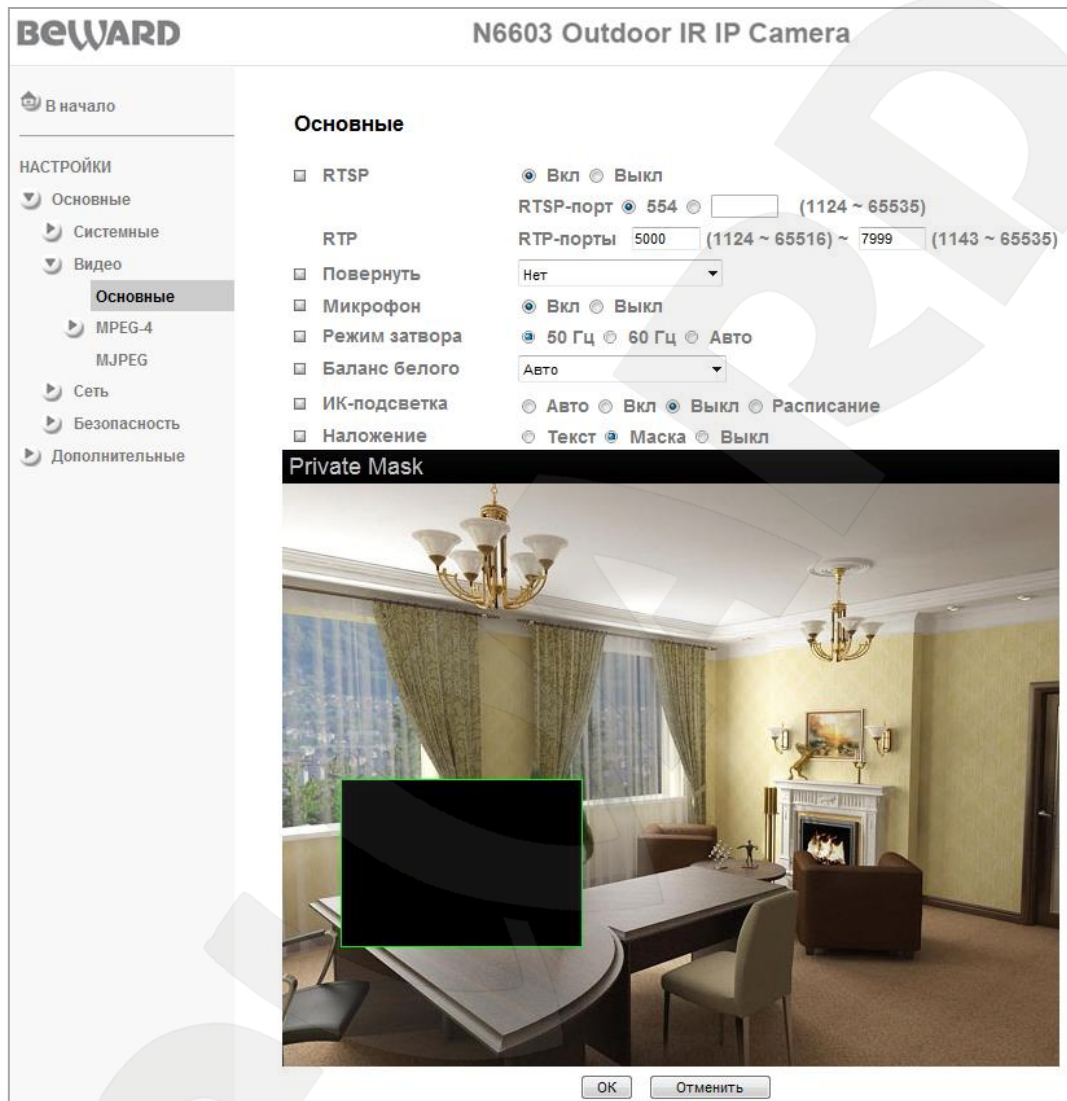 BEWARD
N6603 Outdoor IR IP Camera
В начало
НАСТРОЙКИ
Основные
Системные
Видео
Основные
MPEG-4
MJPEG
Сеть
Безопасность
Дополнительные
Основные
RTSP Вкл Выкл
RTSP-порт 554 (1124 ~ 65535)
RTP RTP-порты 5000 (1124 ~ 65516) ~ 7999 (1143 ~ 65535)
Повернуть Нет
Микрофон Вкл Выкл
Режим затвора 50 Гц 60 Гц Авто
Баланс белого Авто
ИК-подсветка Авто Вкл Выкл Расписание
Наложение Текст Маска Выкл
Private Mask
OK Отменить